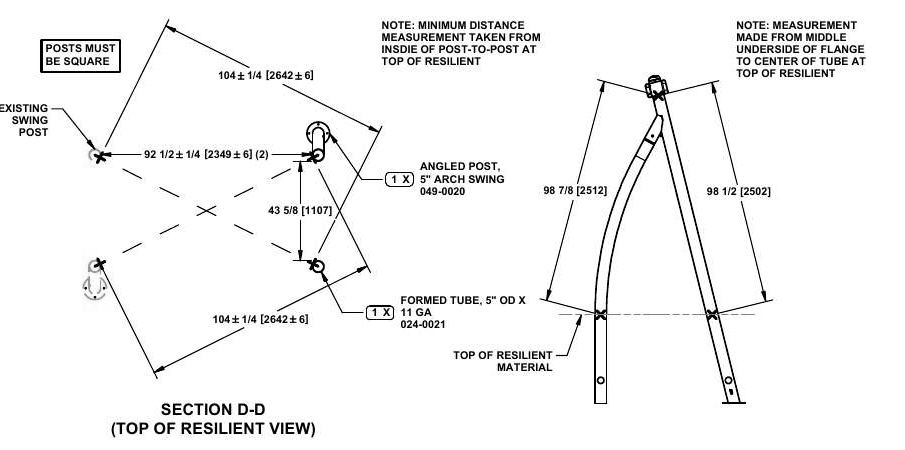 POSTS MUST
BE SQUARE
NOTE: MINIMUM DISTANCE
MEASUREMENT TAKEN FROM
INSDIE OF POST-TO-POST AT
TOP OF RESILIENT
NOTE: MEASUREMENT
MADE FROM MIDDLE
UNDERSIDE OF FLANGE
TO CENTER OF TUBE AT
TOP OF RESILIENT
104± 1/4 [2642±6]
EXISTING
SWING
POST
92 1/2± 1/4 [2349±6] (2)
1 X
ANGLED POST,
5" ARCH SWING
049-0020
43 5/8 [1107]
98 7/8 [2512]
98 1/2 [2502]
104± 1/4 [2642±6]
1 X
FORMED TUBE, 5" OD X
11 GA
024-0021
TOP OF RESILIENT
MATERIAL
SECTION D-D
(TOP OF RESILIENT VIEW)